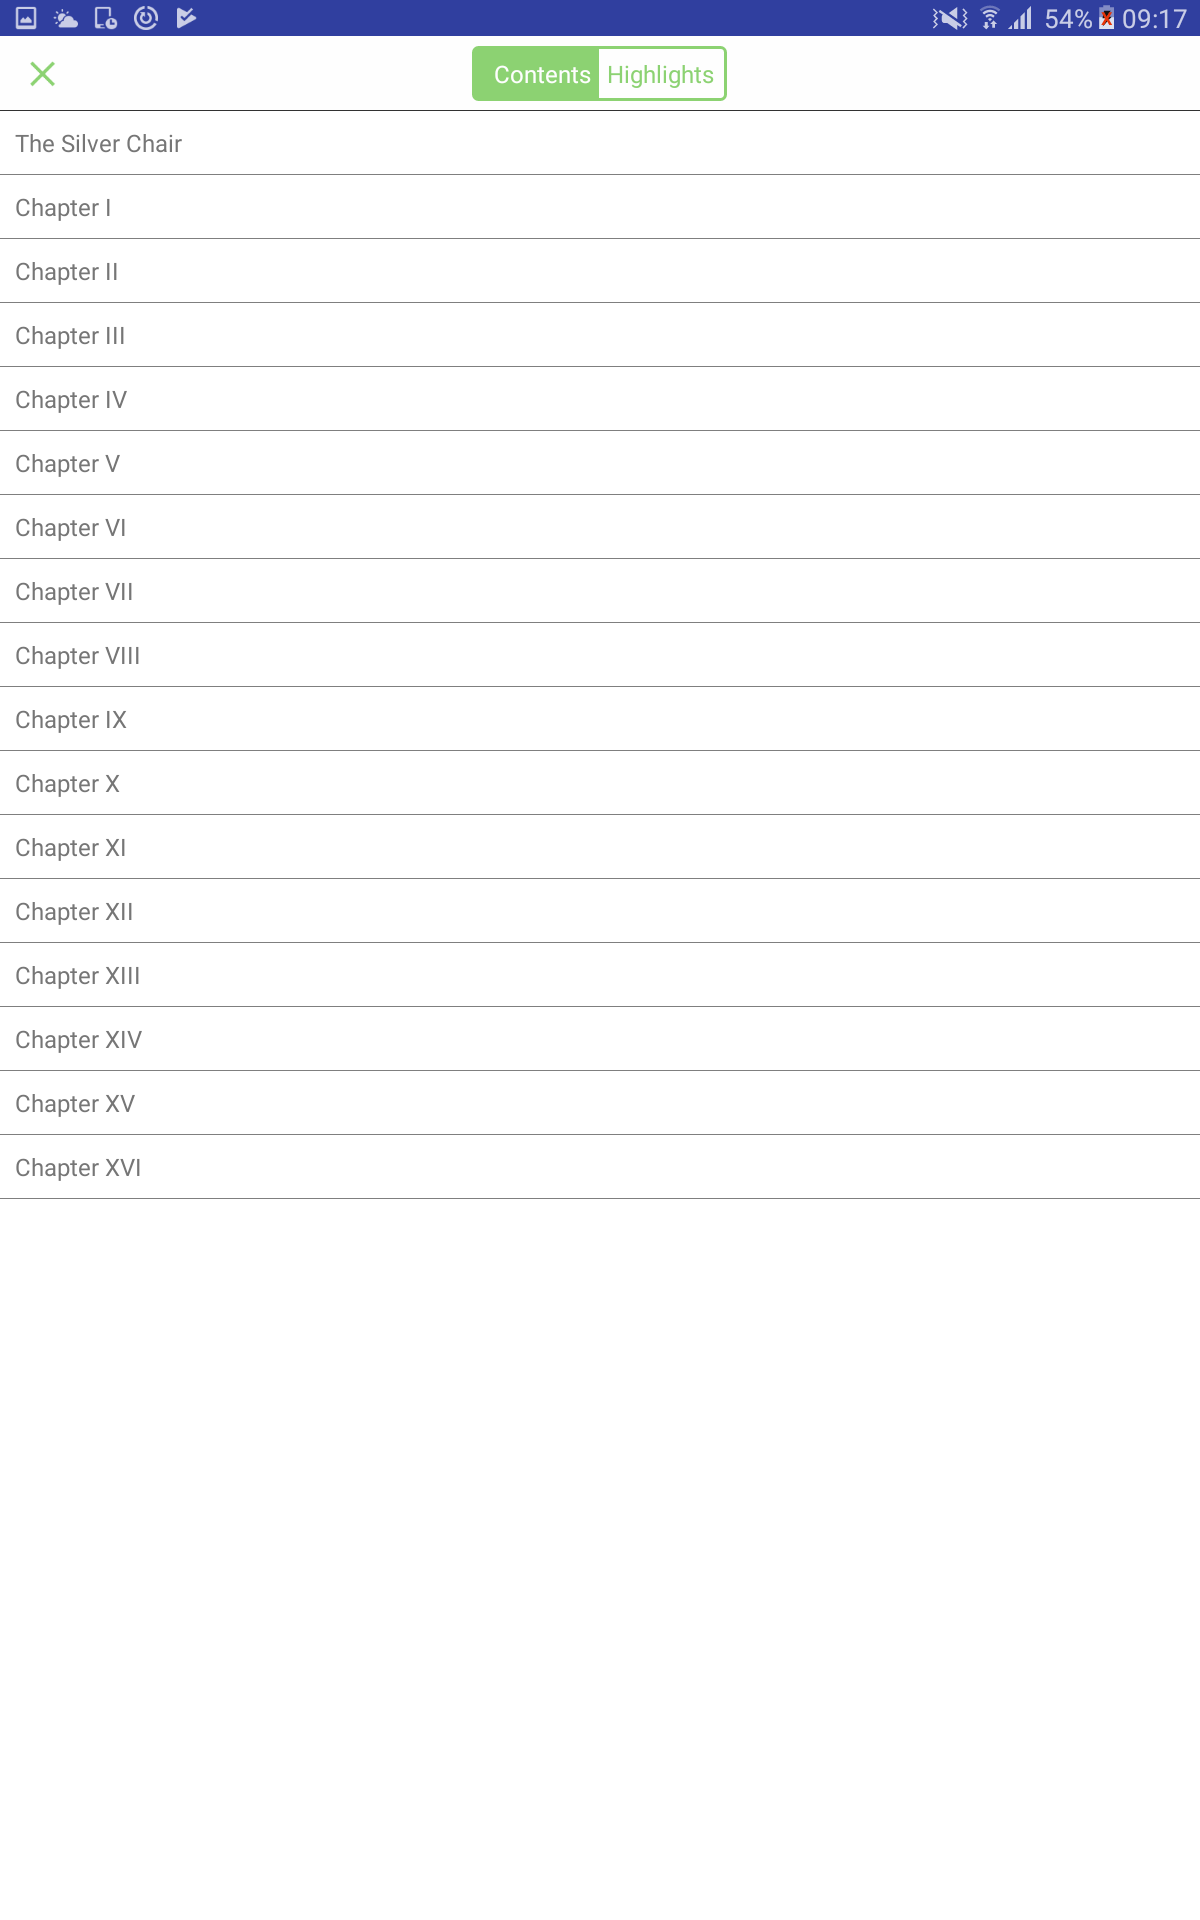 54% 09:17
Contents Highlights
The Silver Chair
Chapter I
Chapter II
Chapter III
Chapter IV
Chapter V
Chapter VI
Chapter VII
Chapter VIII
Chapter IX
Chapter X
Chapter XI
Chapter XII
Chapter XIII
Chapter XIV
Chapter XV
Chapter XVI